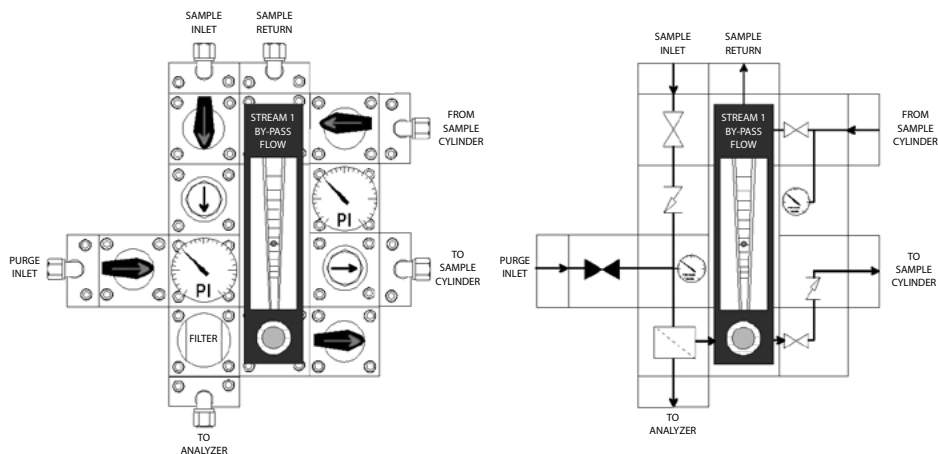 SAMPLE
INLET
SAMPLE
RETURN
STREAM 1
BY-PASS
FLOW
FROM
SAMPLE
CYLINDER
PI
PURGE
INLET
PI
TO
SAMPLE
CYLINDER
FILTER
TO
ANALYZER
SAMPLE
INLET
SAMPLE
RETURN
STREAM 1
BY-PASS
FLOW
FROM
SAMPLE
CYLINDER
PURGE
INLET
TO
SAMPLE
CYLINDER
TO
ANALYZER